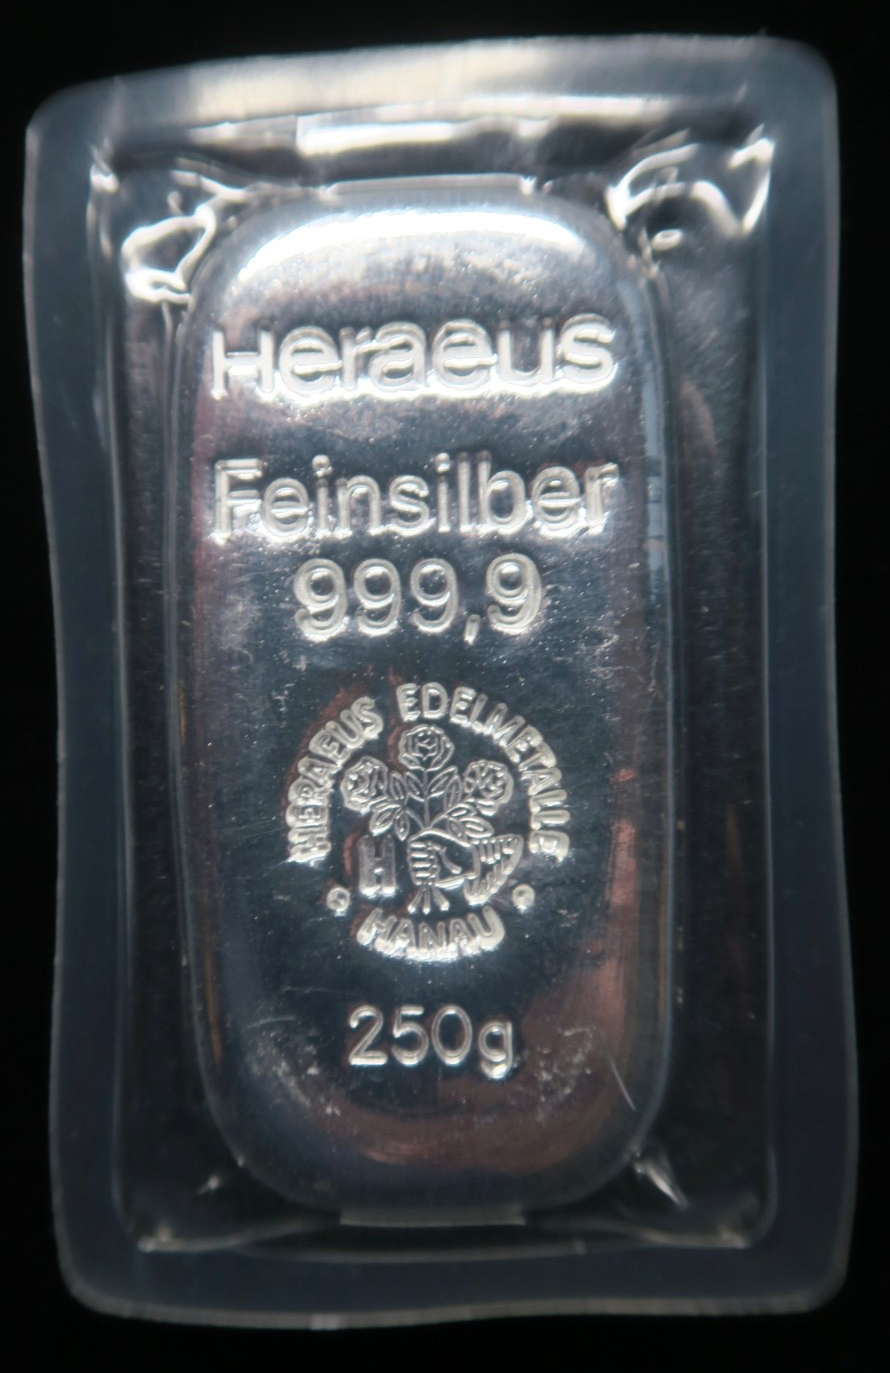 Heraeus
Feinsilber
999,9
HERAEUS EDELMETALLE
H
HANAU
250g